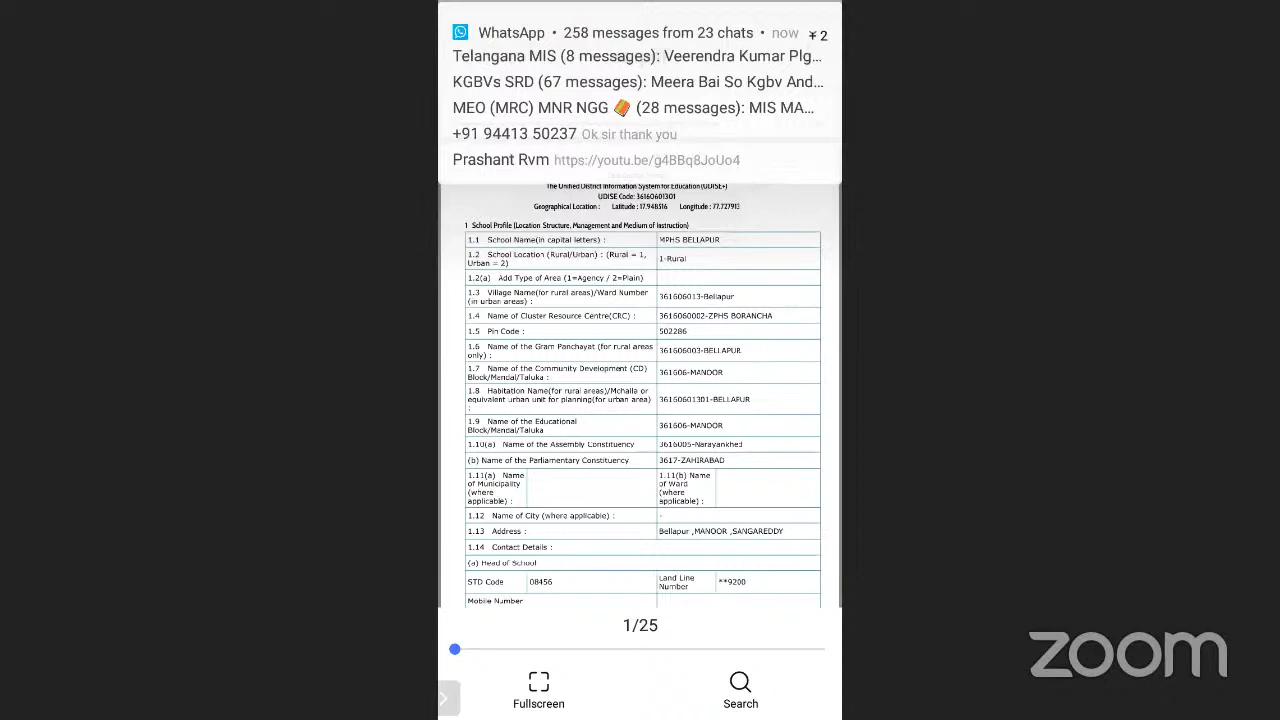 WhatsApp • 258 messages from 23 chats • now ¥2
Telangana MIS (8 messages): Veerendra Kumar Plg...
KGBVs SRD (67 messages): Meera Bai So Kgbv And...
MEO (MRC) MNR NGG (28 messages): MIS MA...
+91 94413 50237 Ok sir thank you
Prashant Rvm https://youtu.be/g4BBq8JoUo4
The Unified District Information System for Education (UDISE+)
UDISE Code: 36160601301
Geographical Location : Latitude : 17.948516 Longitude : 77.727913
1 School Profile (Location Structure, Management and Medium of Instruction)
1.1 School Name(in capital letters) : MPHS BELLAPUR
1.2 School Location (Rural/Urban) : (Rural = 1,
Urban = 2) 1-Rural
1.2(a) Add Type of Area (1=Agency / 2=Plain)
1.3 Village Name(for rural areas)/Ward Number
(in urban areas) : 361606013-Bellapur
1.4 Name of Cluster Resource Centre(CRC) : 3616060002-ZPHS BORANCHA
1.5 Pin Code : 502286
1.6 Name of the Gram Panchayat (for rural areas
only) : 361606003-BELLAPUR
1.7 Name of the Community Development (CD)
Block/Mandal/Taluka : 361606-MANOOR
1.8 Habitation Name(for rural areas)/Mohalla or
equivalent urban unit for planning(for urban area)
: 36160601301-BELLAPUR
1.9 Name of the Educational
Block/Mandal/Taluka 361606-MANOOR
1.10(a) Name of the Assembly Constituency 3616005-Narayankhed
(b) Name of the Parliamentary Constituency 3617-ZAHIRABAD
1.11(a) Name
of Municipality
(where
applicable) :
1.11(b) Name
of Ward
(where
applicable) :
1.12 Name of City (where applicable) : -
1.13 Address : Bellapur ,MANOOR ,SANGAREDDY
1.14 Contact Details :
(a) Head of School
STD Code 08456 Land Line
Number **9200
Mobile Number
1/25
Fullscreen Search
zoom